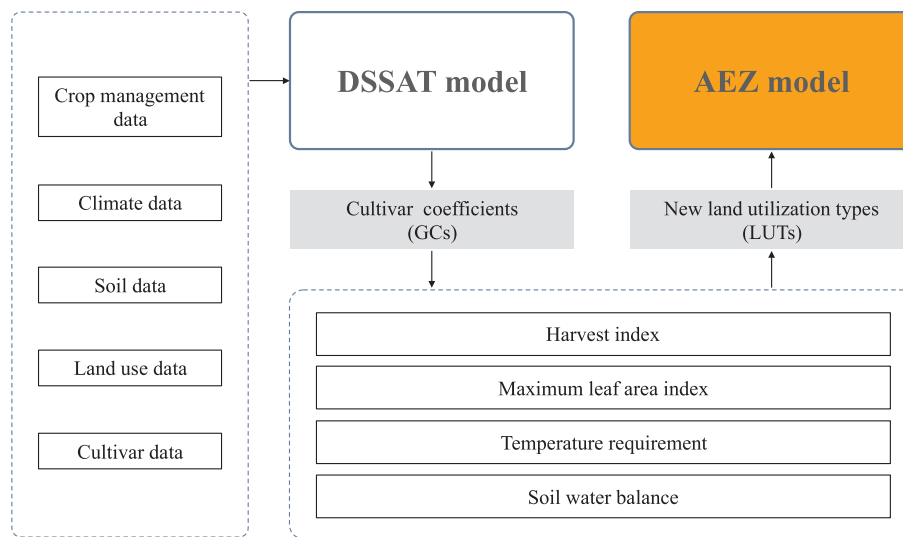 Crop management
data
Climate data
Soil data
Land use data
Cultivar data
DSSAT model
AEZ model
Cultivar coefficients
(GCs)
New land utilization types
(LUTs)
Harvest index
Maximum leaf area index
Temperature requirement
Soil water balance